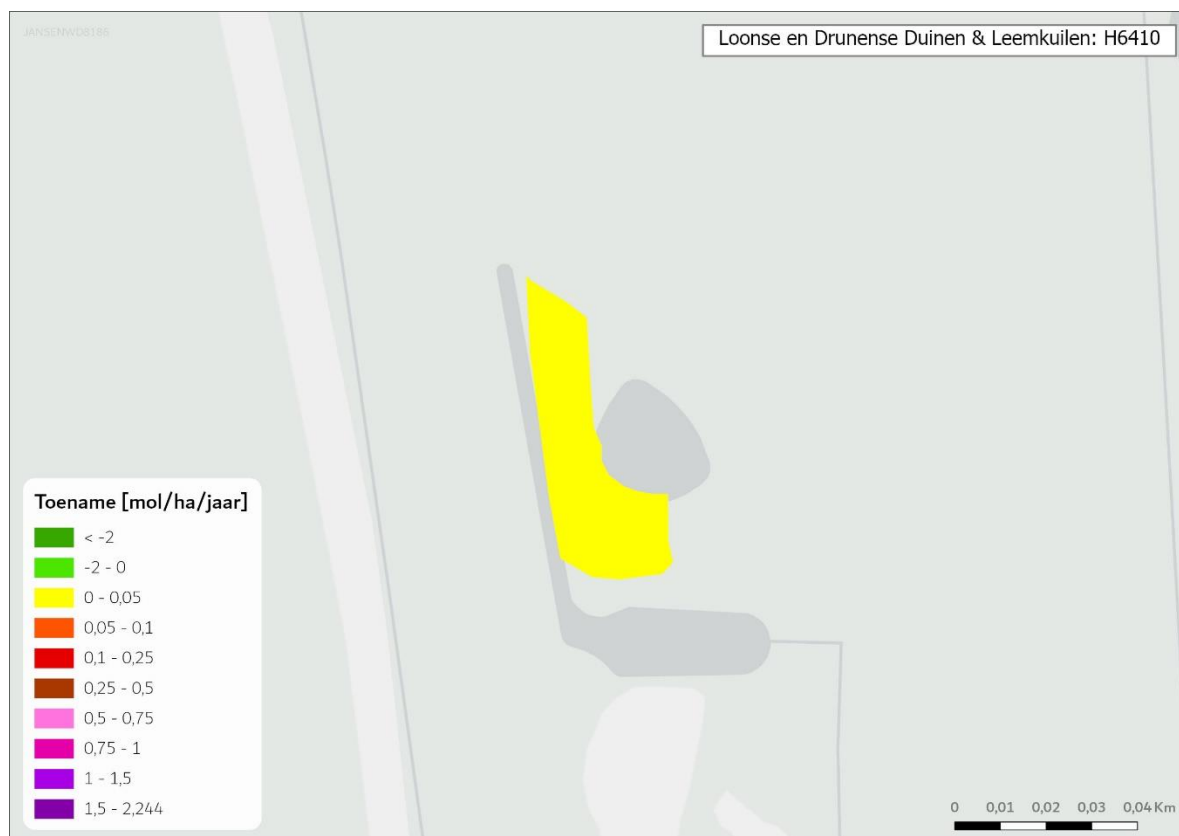 JANSENWD8186
Loonse en Drunense Duinen & Leemkuilen: H6410
Toename [mol/ha/jaar]
< -2
-2 - 0
0 - 0,05
0,05 - 0,1
0,1 - 0,25
0,25 - 0,5
0,5 - 0,75
0,75 - 1
1 - 1,5
1,5 - 2,244
0 0,01 0,02 0,03 0,04 Km